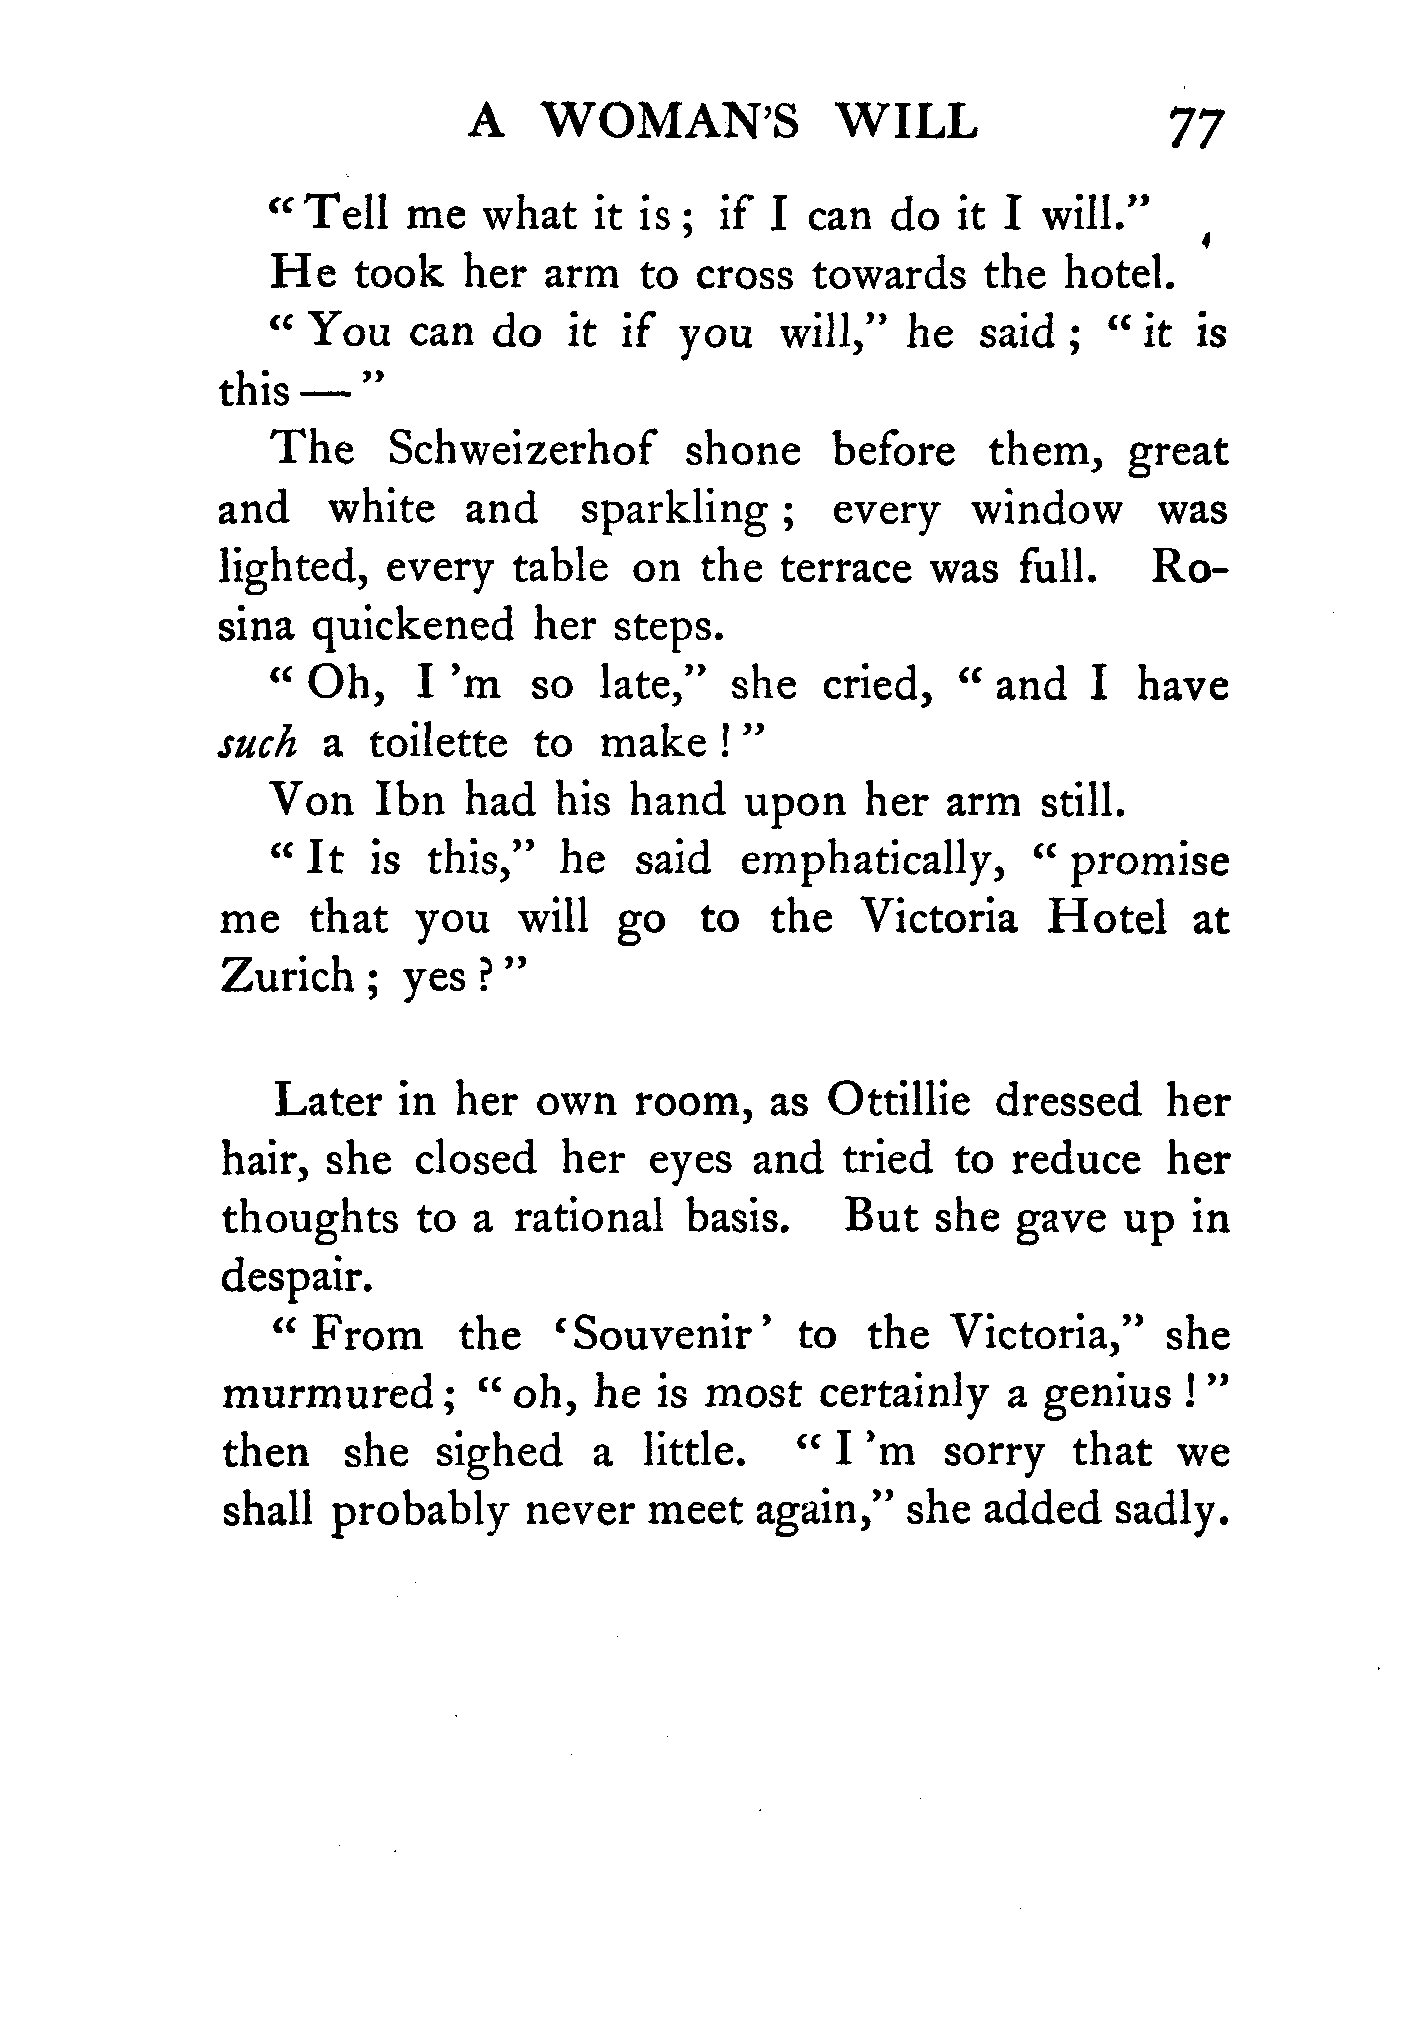 A WOMAN'S WILL 77
“Tell me what it is; if I can do it I will.”
He took her arm to cross towards the hotel.
“You can do it if you will,” he said; “it is
this—”
The Schweizerhof shone before them, great
and white and sparkling; every window was
lighted, every table on the terrace was full. Ro-
sina quickened her steps.
“Oh, I 'm so late,” she cried, “and I have
such a toilette to make!”
Von Ibn had his hand upon her arm still.
“It is this,” he said emphatically, “promise
me that you will go to the Victoria Hotel at
Zurich; yes?”
Later in her own room, as Ottillie dressed her
hair, she closed her eyes and tried to reduce her
thoughts to a rational basis. But she gave up in
despair.
“From the ‘Souvenir’ to the Victoria,” she
murmured; “oh, he is most certainly a genius!”
then she sighed a little. “I 'm sorry that we
shall probably never meet again,” she added sadly.